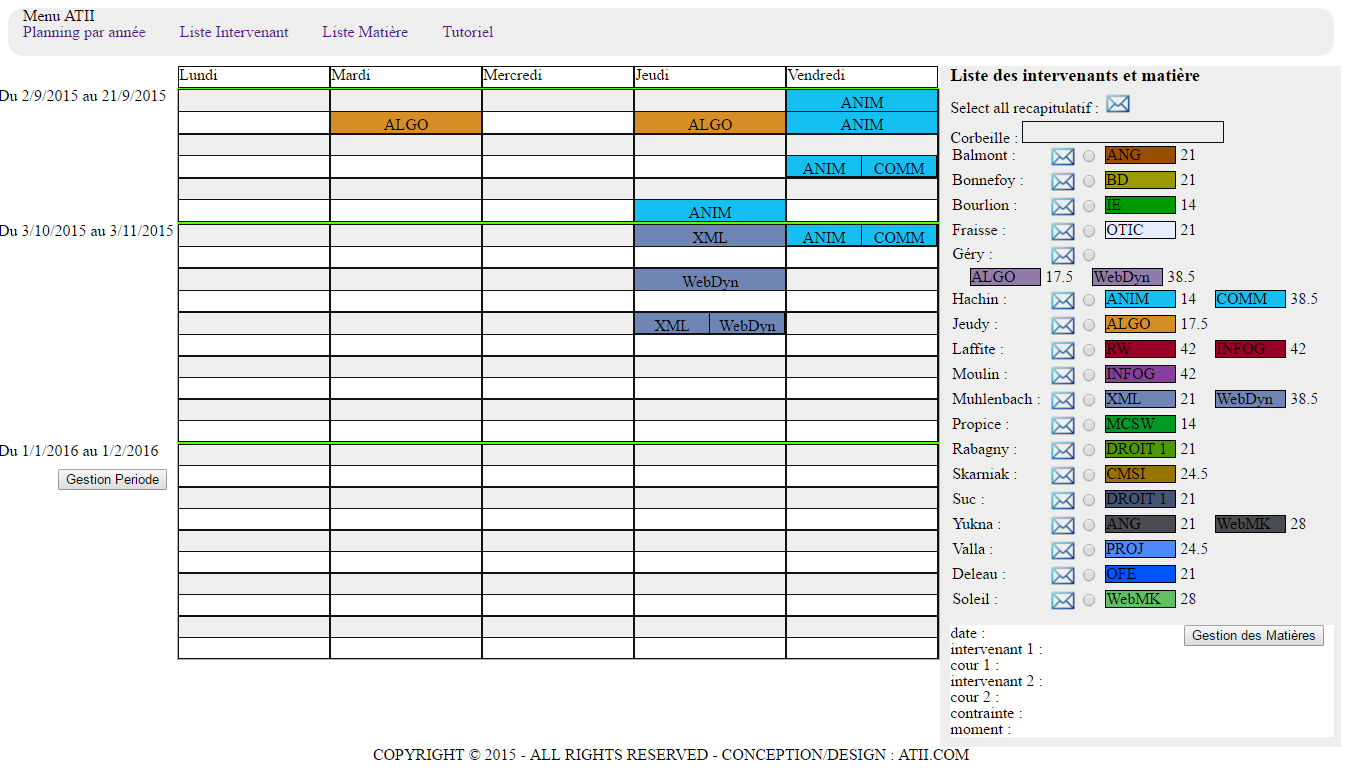 Menu ATII
Planning par année Liste Intervenant Liste Matière Tutoriel
Lundi Mardi Mercredi Jeudi Vendredi
Du 2/9/2015 au 21/9/2015
ANIM
ALGO ALGO ANIM
ANIM COMM
ANIM
Du 3/10/2015 au 3/11/2015
XML ANIM COMM
WebDyn
XML WebDyn
Du 1/1/2016 au 1/2/2016
Gestion Periode
Liste des intervenants et matière
Select all recapitulatif :
Corbeille :
Balmont : ANG 21
Bonnefoy : BD 21
Bourlion : IE 14
Fraisse : OTIC 21
Géry :
ALGO 17.5 WebDyn 38.5
Hachin : ANIM 14 COMM 38.5
Jeudy : ALGO 17.5
Laffite : RW 42 INFOG 42
Moulin : INFOG 42
Muhlenbach : XML 21 WebDyn 38.5
Propice : MCSW 14
Rabagny : DROIT 1 21
Skarniak : CMSI 24.5
Suc : DROIT 1 21
Yukna : ANG 21 WebMK 28
Valla : PROJ 24.5
Deleau : OFE 21
Soleil : WebMK 28
date : Gestion des Matières
intervenant 1 :
cour 1 :
intervenant 2 :
cour 2 :
contrainte :
moment :
COPYRIGHT © 2015 - ALL RIGHTS RESERVED - CONCEPTION/DESIGN : ATII.COM